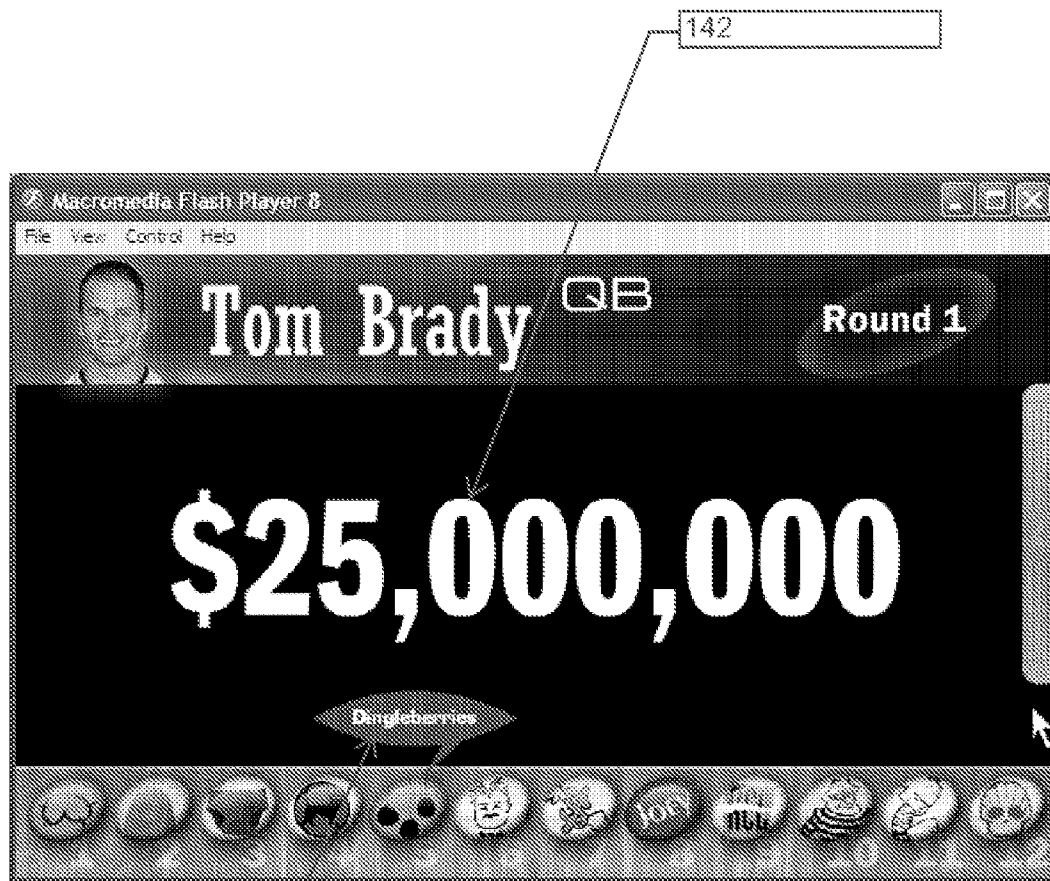 142
Macromedia Flash Player 8
File View Control Help
Tom Brady QB
Round 1
$25,000,000
Dingleberries